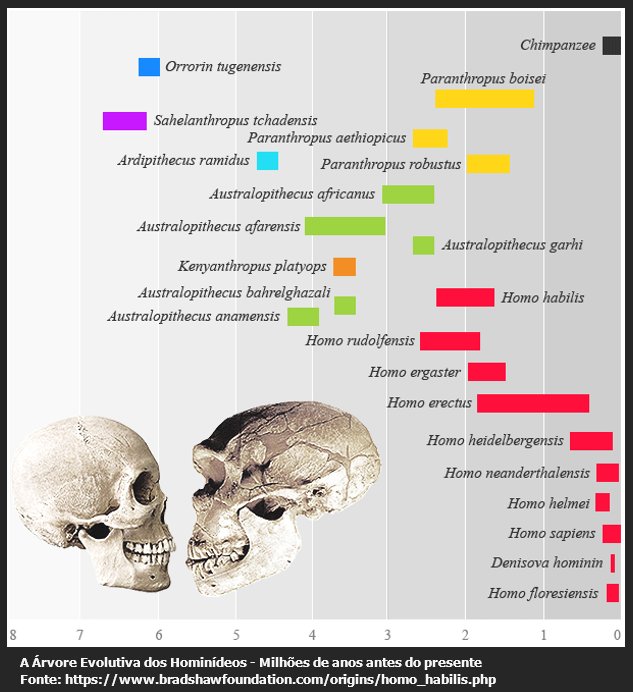 Chimpanzee
Orrorin tugenensis
Paranthropus boisei
Sahelanthropus tchadensis
Paranthropus aethiopicus
Ardipithecus ramidus
Paranthropus robustus
Australopithecus africanus
Australopithecus afarensis
Australopithecus garhi
Kenyanthropus platyops
Australopithecus bahrelghazali
Homo habilis
Australopithecus anamensis
Homo rudolfensis
Homo ergaster
Homo erectus
Homo heidelbergensis
Homo neanderthalensis
Homo helmei
Homo sapiens
Denisova hominin
Homo floresiensis
8 7 6 5 4 3 2 1 0
A Árvore Evolutiva dos Hominídeos - Milhões de anos antes do presente
Fonte: https://www.bradshawfoundation.com/origins/homo_habilis.php